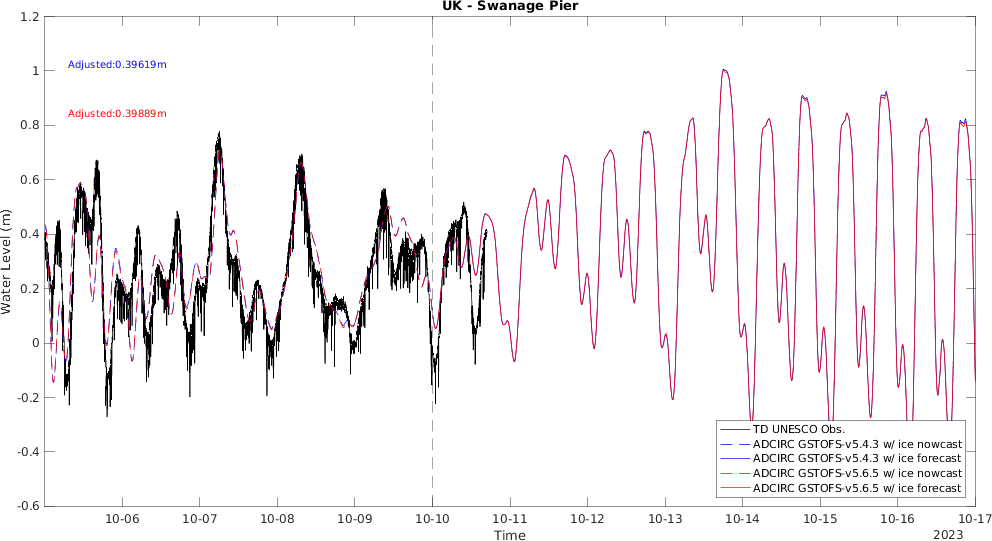 UK - Swanage Pier
Water Level (m)
1.2
1
0.8
0.6
0.4
0.2
0
-0.2
-0.4
-0.6
Adjusted:0.39619m
Adjusted:0.39889m
TD UNESCO Obs.
ADCIRC GSTOFS-v5.4.3 w/ ice nowcast
ADCIRC GSTOFS-v5.4.3 w/ ice forecast
ADCIRC GSTOFS-v5.6.5 w/ ice nowcast
ADCIRC GSTOFS-v5.6.5 w/ ice forecast
10-06 10-07 10-08 10-09 10-10 10-11 10-12 10-13 10-14 10-15 10-16 10-17
Time
2023